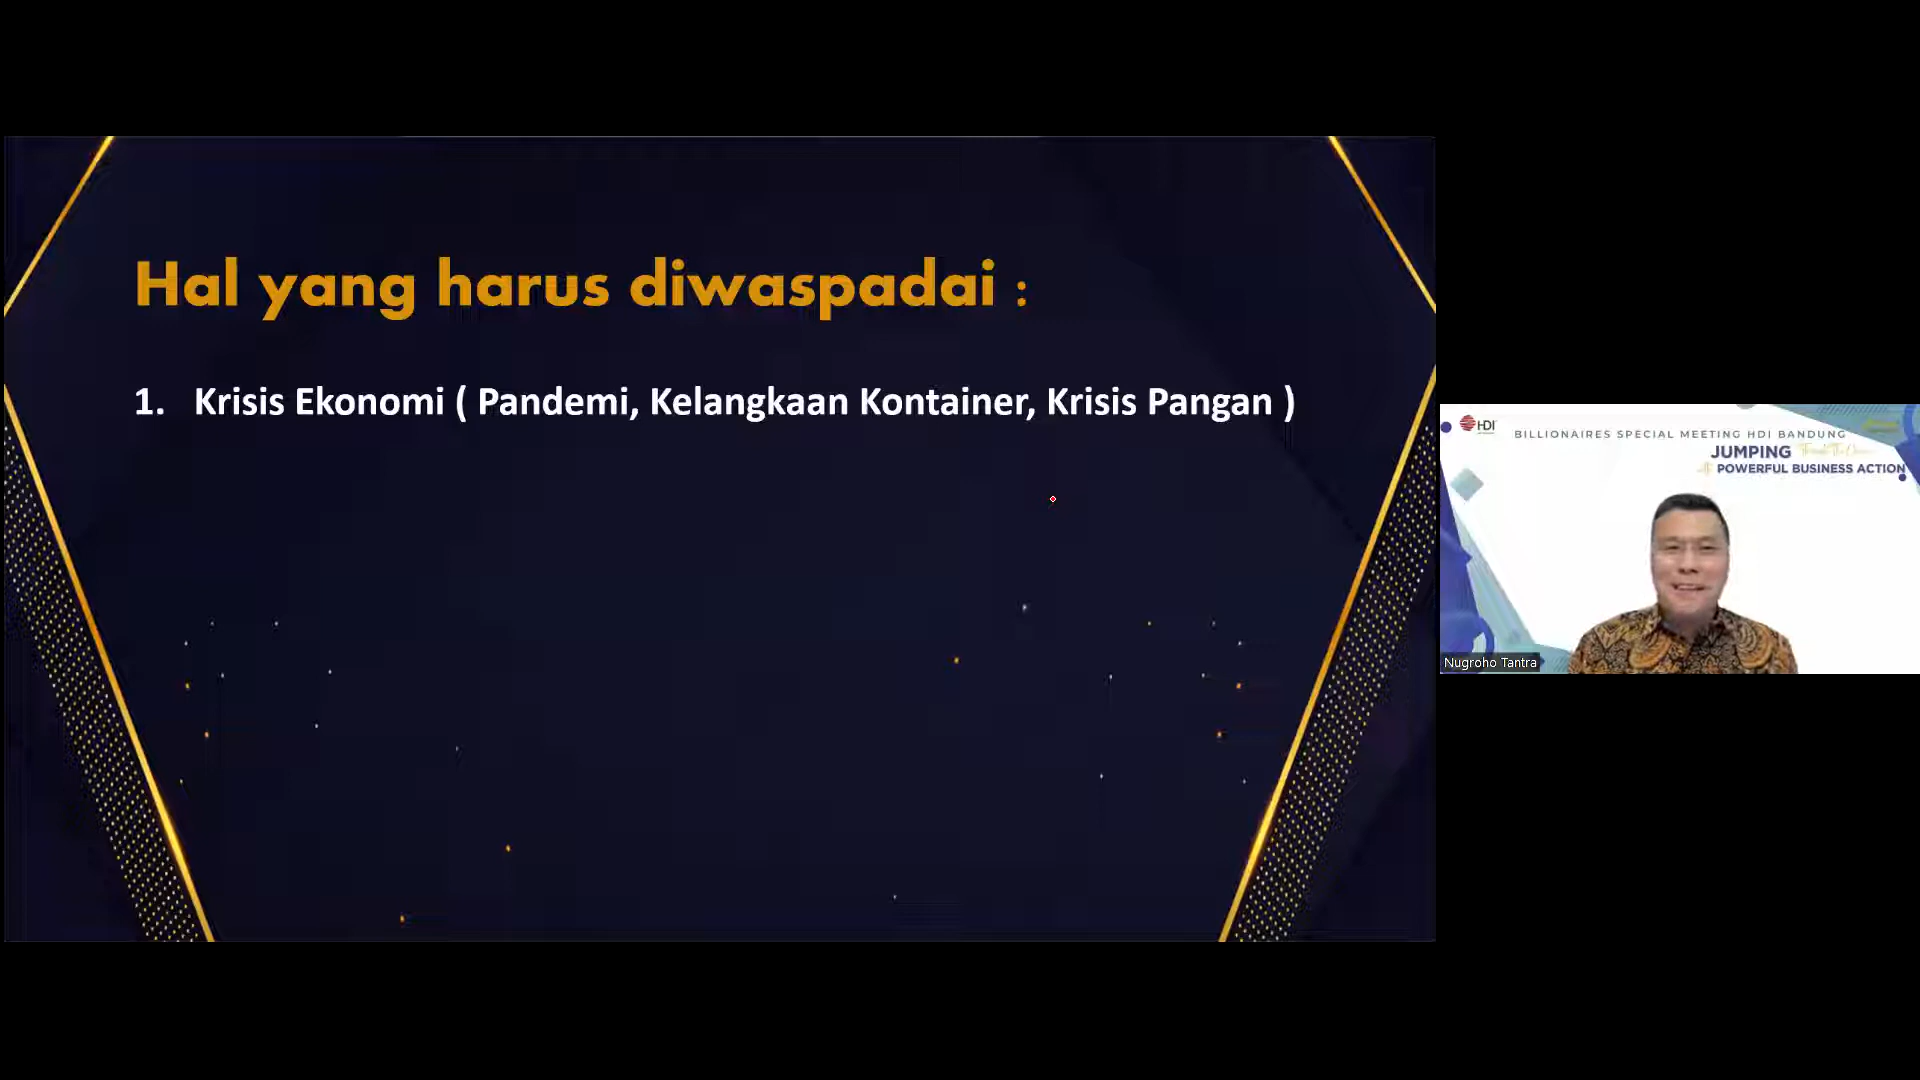 Hal yang harus diwaspadai :
1. Krisis Ekonomi ( Pandemi, Kelangkaan Kontainer, Krisis Pangan )
HDI
BILLIONAIRES SPECIAL MEETING HDI BANDUNG
JUMPING
POWERFUL BUSINESS ACTION
Nugroho Tantra